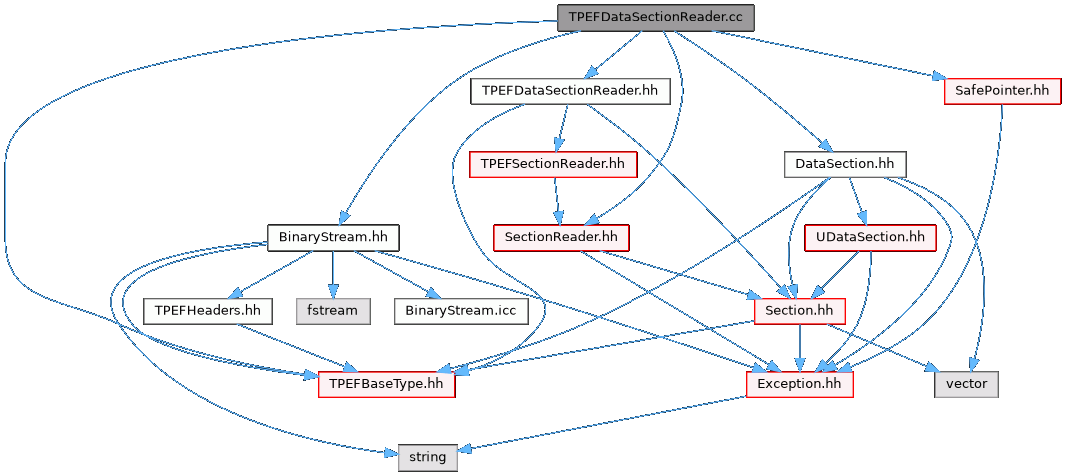 TPEFDataSectionReader.cc
TPEFDataSectionReader.hh
SafePointer.hh
TPEFSectionReader.hh
DataSection.hh
BinaryStream.hh
SectionReader.hh
UDataSection.hh
TPEFHeaders.hh
fstream
BinaryStream.icc
Section.hh
TPEFBaseType.hh
Exception.hh
vector
string